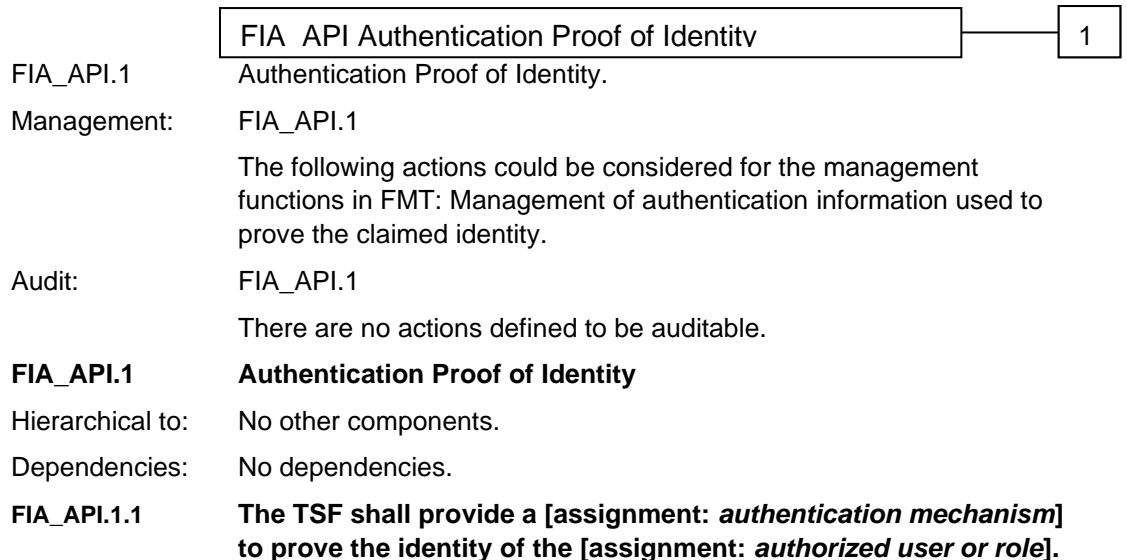 FIA_API Authentication Proof of Identity 1
FIA_API.1 Authentication Proof of Identity.
Management: FIA_API.1
The following actions could be considered for the management
functions in FMT: Management of authentication information used to
prove the claimed identity.
Audit: FIA_API.1
There are no actions defined to be auditable.
FIA_API.1 Authentication Proof of Identity
Hierarchical to: No other components.
Dependencies: No dependencies.
FIA_API.1.1 The TSF shall provide a [assignment: authentication mechanism]
to prove the identity of the [assignment: authorized user or role].